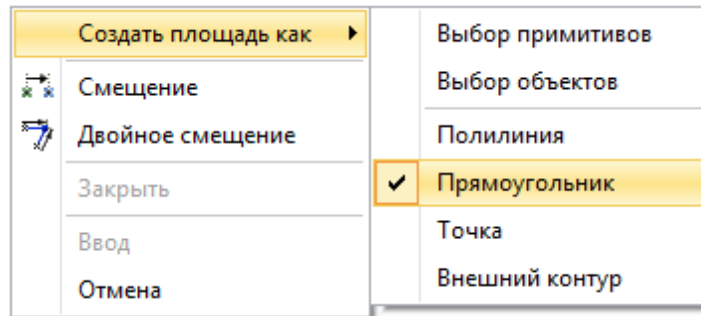 Создать площадь как
Смещение
Двойное смещение
Закрыть
Ввод
Отмена
Выбор примитивов
Выбор объектов
Полилиния
Прямоугольник
Точка
Внешний контур